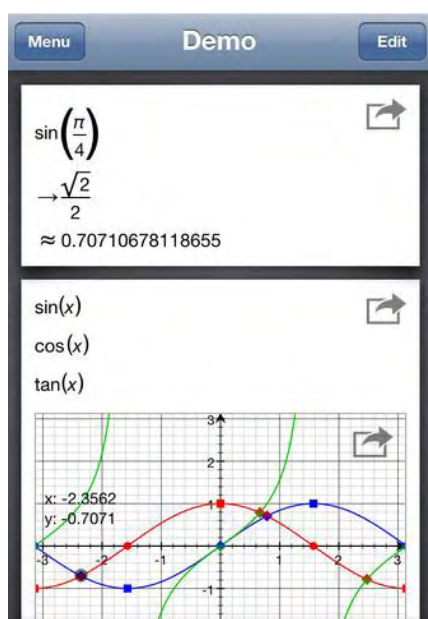 Menu Demo Edit
sin(π/4)
→√2/2
≈ 0.70710678118655
sin(x)
cos(x)
tan(x)
3
2
x: -2.3562
1
y: -0.7071
-3 -2 -1 1 2 3
-1